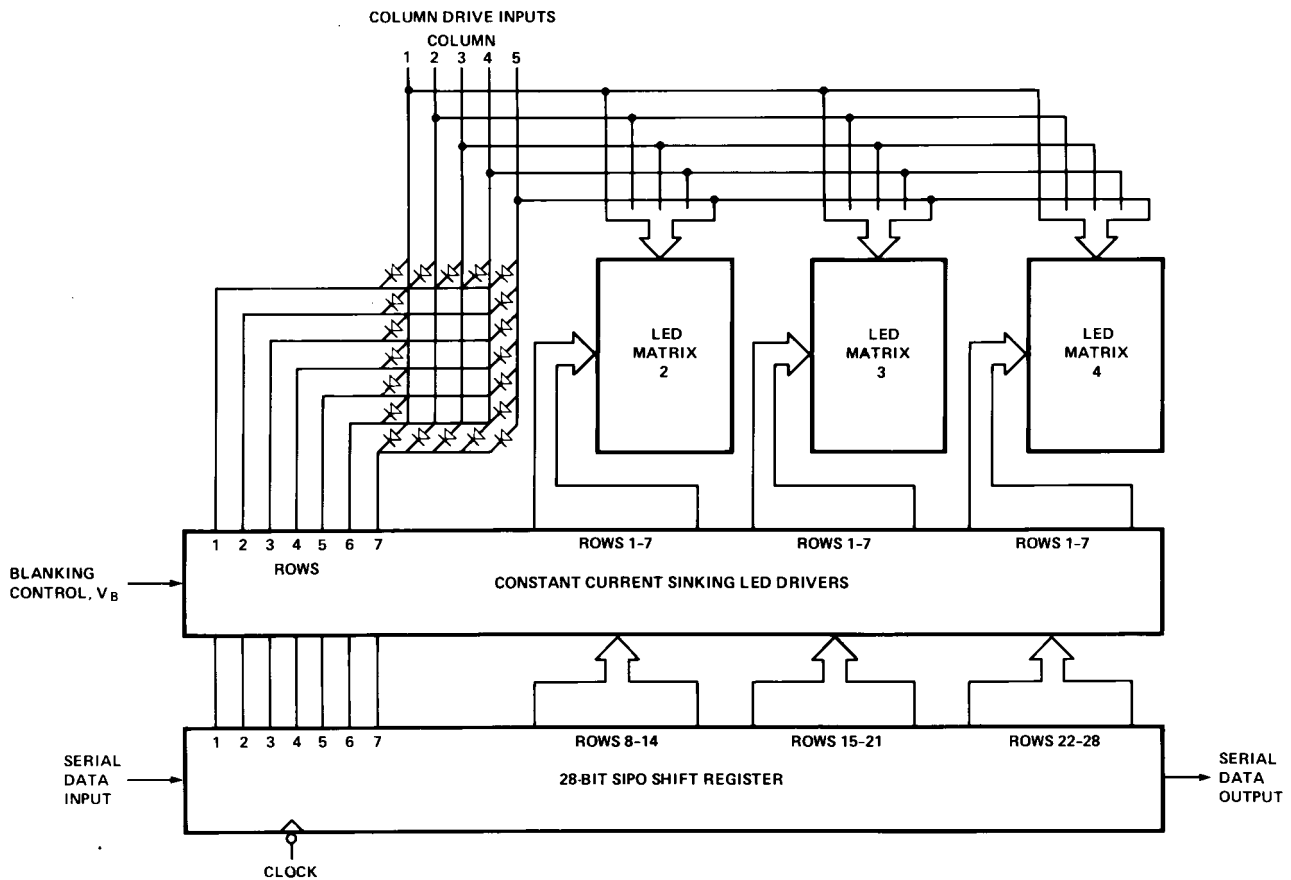 COLUMN DRIVE INPUTS
COLUMN
1 2 3 4 5
LED
MATRIX
2
LED
MATRIX
3
LED
MATRIX
4
1 2 3 4 5 6 7
ROWS
ROWS 1–7
ROWS 1–7
ROWS 1–7
BLANKING
CONTROL, VB
CONSTANT CURRENT SINKING LED DRIVERS
1 2 3 4 5 6 7
ROWS 8–14
ROWS 15–21
ROWS 22–28
SERIAL
DATA
INPUT
28-BIT SIPO SHIFT REGISTER
SERIAL
DATA
OUTPUT
CLOCK